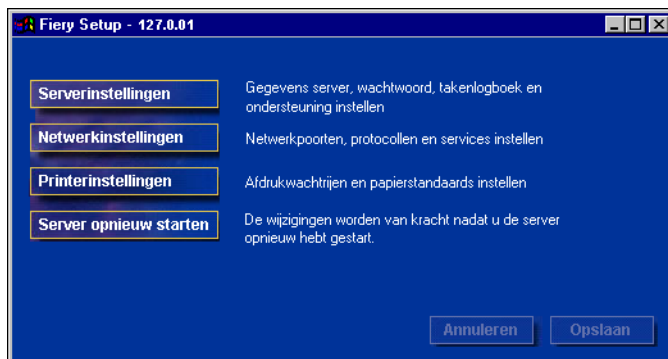 Fiery Setup - 127.0.01
Serverinstellingen
Gegevens server, wachtwoord, takenlogboek en
ondersteuning instellen
Netwerkinstellingen
Netwerkpoorten, protocollen en services instellen
Printerinstellingen
Afdrukwachtrijen en papierstandaards instellen
Server opnieuw starten
De wijzigingen worden van kracht nadat u de server
opnieuw hebt gestart.
Annuleren
Opslaan